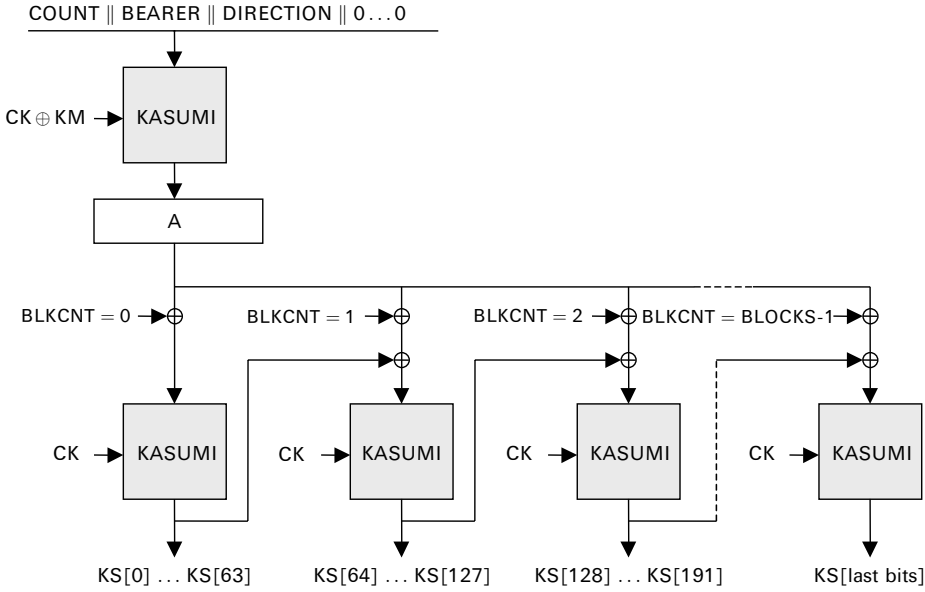 COUNT ∥ BEARER ∥ DIRECTION ∥ 0...0
CK ⊕ KM
KASUMI
A
BLKCNT = 0
BLKCNT = 1
BLKCNT = 2
BLKCNT = BLOCKS-1
CK
KASUMI
CK
KASUMI
CK
KASUMI
CK
KASUMI
KS[0] ... KS[63]
KS[64] ... KS[127]
KS[128] ... KS[191]
KS[last bits]